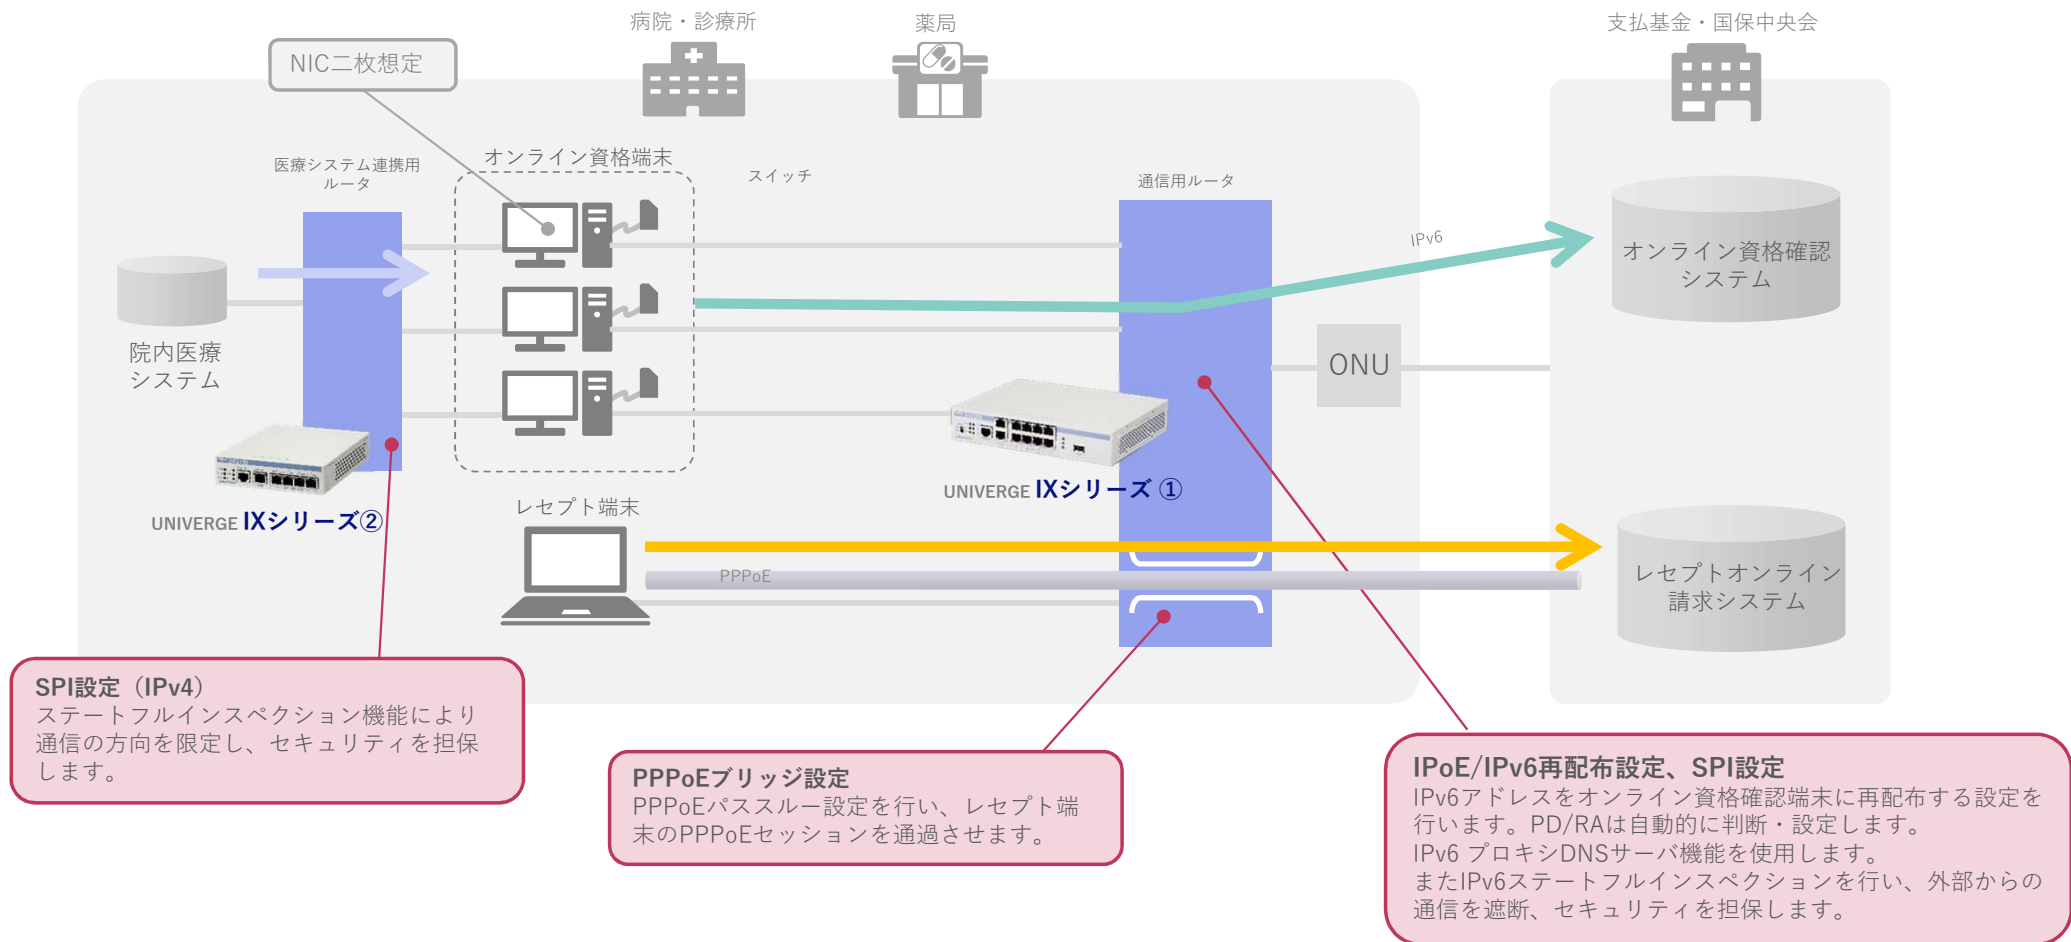 病院・診療所
薬局
支払基金・国保中央会
NIC二枚想定
医療システム連携用
ルータ
オンライン資格端末
スイッチ
通信用ルータ
IPv6
オンライン資格確認
システム
院内医療
システム
ONU
UNIVERGE IXシリーズ ①
UNIVERGE IXシリーズ②
レセプト端末
PPPoE
レセプトオンライン
請求システム
SPI設定（IPv4）
ステートフルインスペクション機能により
通信の方向を限定し、セキュリティを担保
します。
PPPoEブリッジ設定
PPPoEパススルー設定を行い、レセプト端
末のPPPoEセッションを通過させます。
IPoE/IPv6再配布設定、SPI設定
IPv6アドレスをオンライン資格確認端末に再配布する設定を
行います。PD/RAは自動的に判断・設定します。
IPv6 プロキシDNSサーバ機能を使用します。
またIPv6ステートフルインスペクションを行い、外部からの
通信を遮断、セキュリティを担保します。